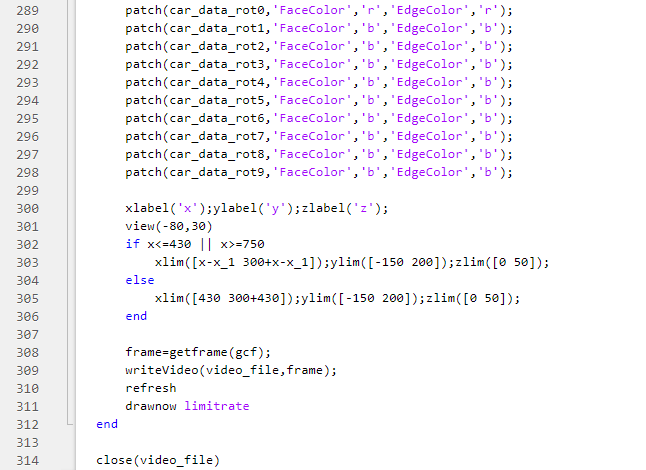 289 patch(car_data_rot0,'FaceColor','r','EdgeColor','r');
290 patch(car_data_rot1,'FaceColor','b','EdgeColor','b');
291 patch(car_data_rot2,'FaceColor','b','EdgeColor','b');
292 patch(car_data_rot3,'FaceColor','b','EdgeColor','b');
293 patch(car_data_rot4,'FaceColor','b','EdgeColor','b');
294 patch(car_data_rot5,'FaceColor','b','EdgeColor','b');
295 patch(car_data_rot6,'FaceColor','b','EdgeColor','b');
296 patch(car_data_rot7,'FaceColor','b','EdgeColor','b');
297 patch(car_data_rot8,'FaceColor','b','EdgeColor','b');
298 patch(car_data_rot9,'FaceColor','b','EdgeColor','b');
299
300 xlabel('x');ylabel('y');zlabel('z');
301 view(-80,30)
302 if x<=430 || x>=750
303 xlim([x-x_1 300+x-x_1]);ylim([-150 200]);zlim([0 50]);
304 else
305 xlim([430 300+430]);ylim([-150 200]);zlim([0 50]);
306 end
307
308 frame=getframe(gcf);
309 writeVideo(video_file,frame);
310 refresh
311 drawnow limitrate
312 end
313
314 close(video_file)